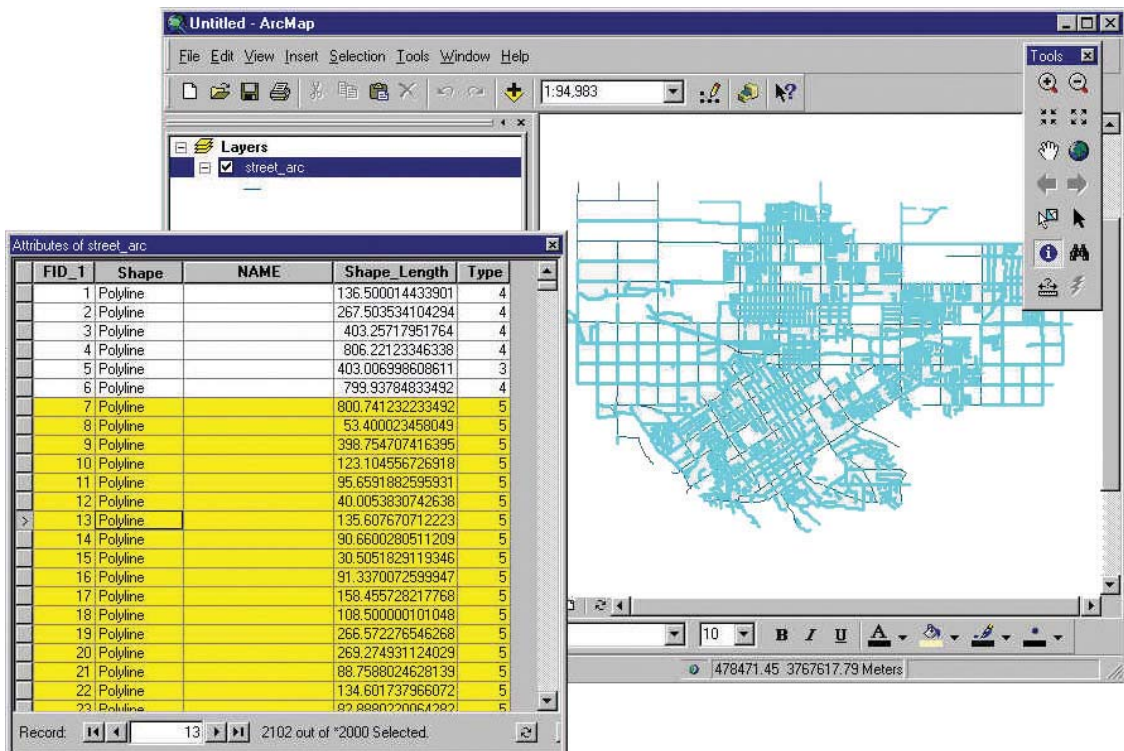 Untitled - ArcMap
File Edit View Insert Selection Tools Window Help
1:94,983
Tools
Layers
street_arc
Attributes of street_arc
FID_1 Shape NAME Shape_Length Type
1 Polyline 136.500014433901 4
2 Polyline 267.503534104294 4
3 Polyline 403.25717951764 4
4 Polyline 806.22123346338 4
5 Polyline 403.006998608611 3
6 Polyline 799.93784833492 4
7 Polyline 800.741232233492 5
8 Polyline 53.400023458049 5
9 Polyline 398.754707416395 5
10 Polyline 123.104556726918 5
11 Polyline 95.6591882595931 5
12 Polyline 40.0053830742638 5
13 Polyline 135.607670712223 5
14 Polyline 90.6600280511209 5
15 Polyline 30.5051829119346 5
16 Polyline 91.3370072599947 5
17 Polyline 158.455728217768 5
18 Polyline 108.500000101048 5
19 Polyline 266.572276546268 5
20 Polyline 269.274931124029 5
21 Polyline 88.7588024628139 5
22 Polyline 134.601737966072 5
23 Polyline 82.8880220064282 5
Record: 13 2102 out of *2000 Selected.
10 B I U A
478471.45 3767617.79 Meters